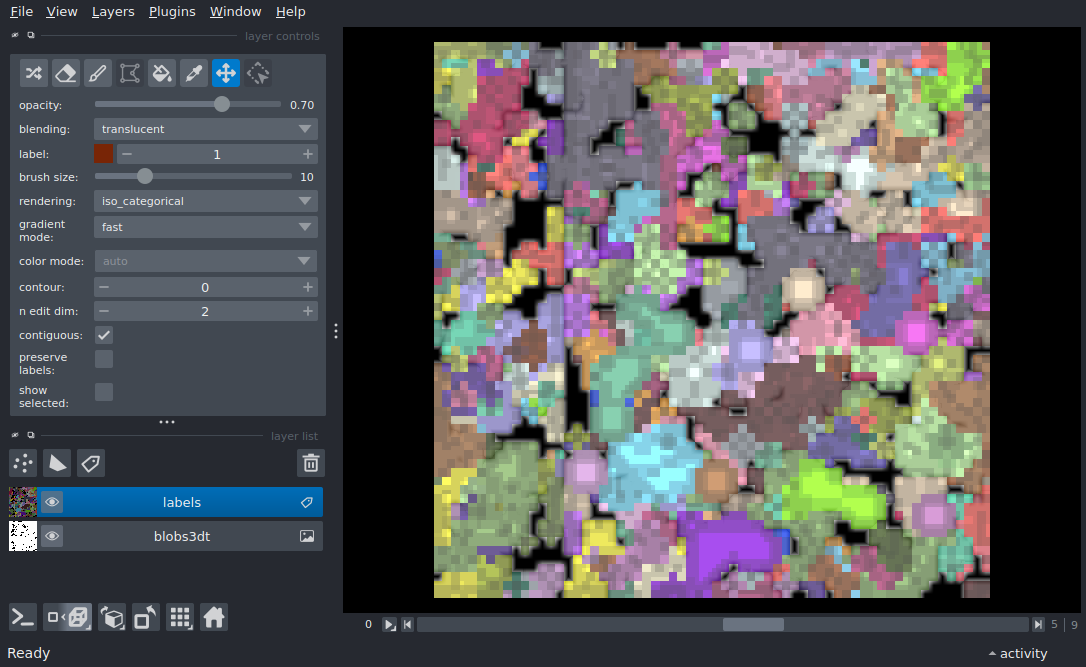 File View Layers Plugins Window Help
layer controls
opacity: 0.70
blending: translucent
label: 1
brush size: 10
rendering: iso_categorical
gradient
mode: fast
color mode: auto
contour: 0
n edit dim: 2
contiguous:
preserve
labels:
show
selected:
layer list
labels
blobs3dt
0 5 | 9
Ready activity